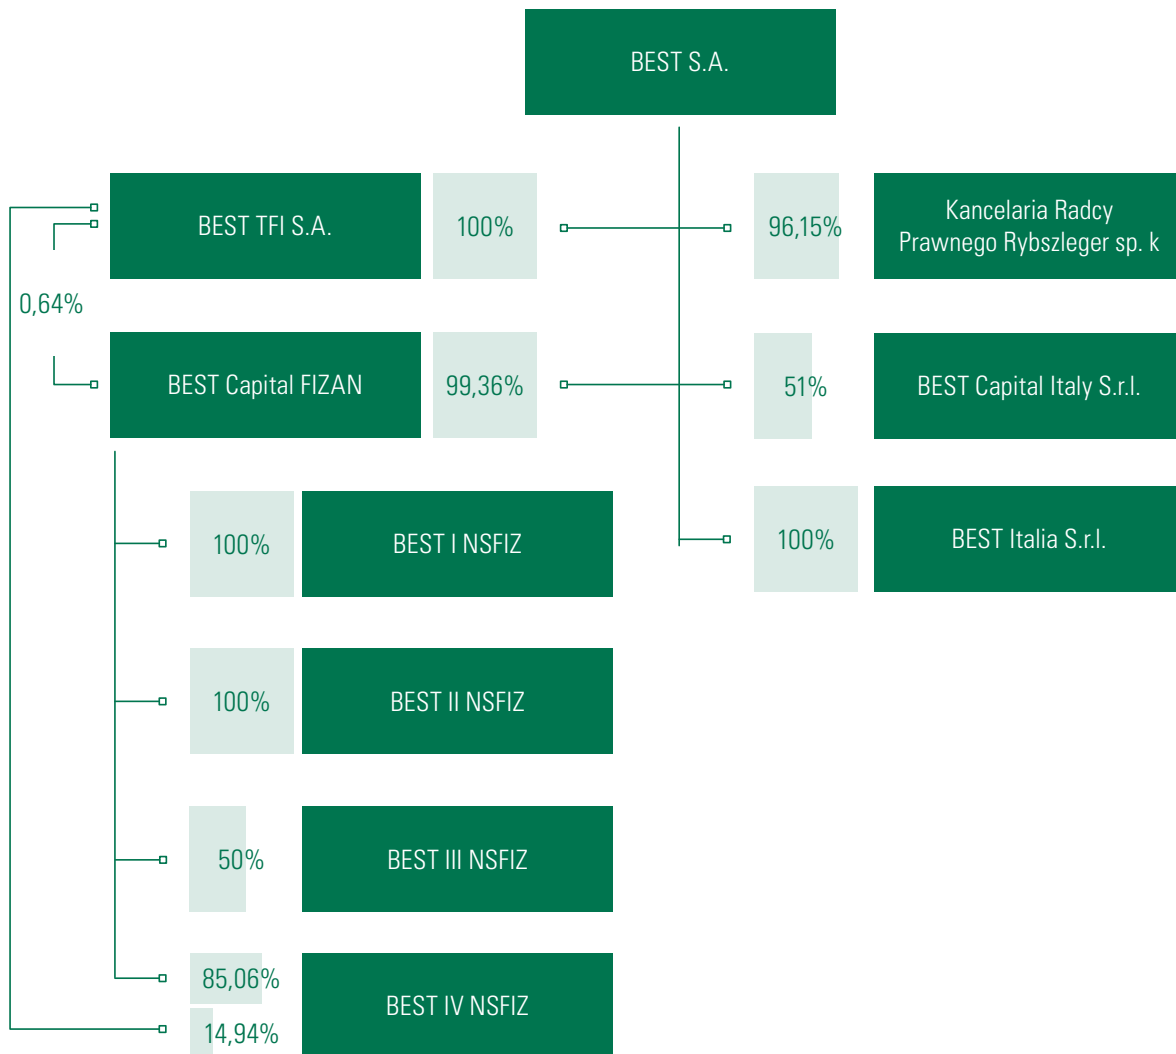 BEST S.A.
BEST TFI S.A.
100%
96,15%
Kancelaria Radcy
Prawnego Rybszleger sp. k
0,64%
BEST Capital FIZAN
99,36%
51%
BEST Capital Italy S.r.l.
100%
BEST I NSFIZ
100%
BEST Italia S.r.l.
100%
BEST II NSFIZ
50%
BEST III NSFIZ
85,06%
BEST IV NSFIZ
14,94%